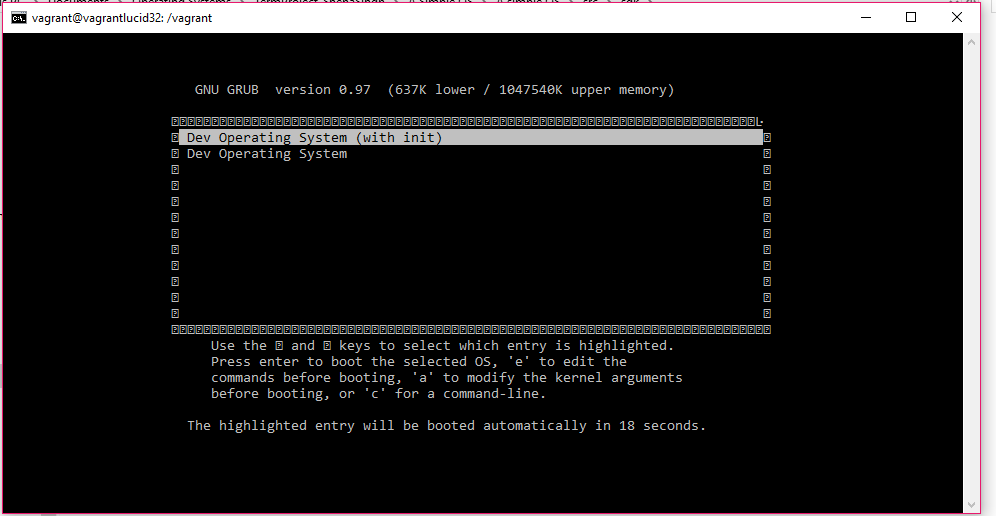 vagrant@vagrantlucid32: /vagrant
GNU GRUB  version 0.97  (637K lower / 1047540K upper memory)
Dev Operating System (with init)
Dev Operating System
Use the and keys to select which entry is highlighted.
Press enter to boot the selected OS, 'e' to edit the
commands before booting, 'a' to modify the kernel arguments
before booting, or 'c' for a command-line.
The highlighted entry will be booted automatically in 18 seconds.